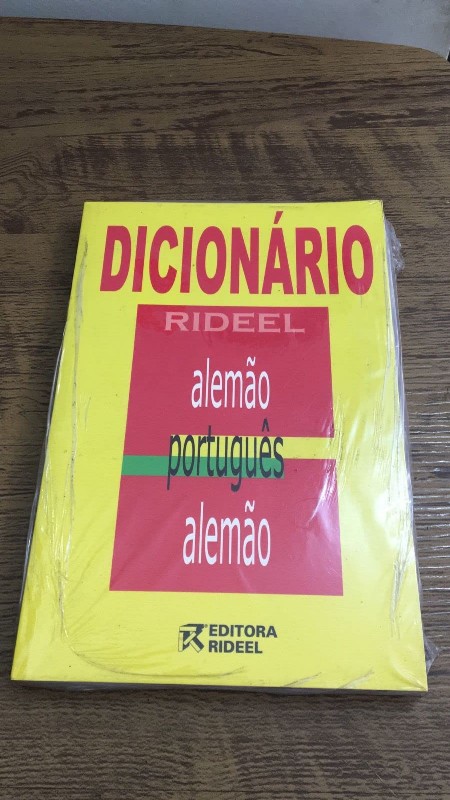 DICIONÁRIO
RIDEEL
alemão
português
alemão
EDITORA
RIDEEL